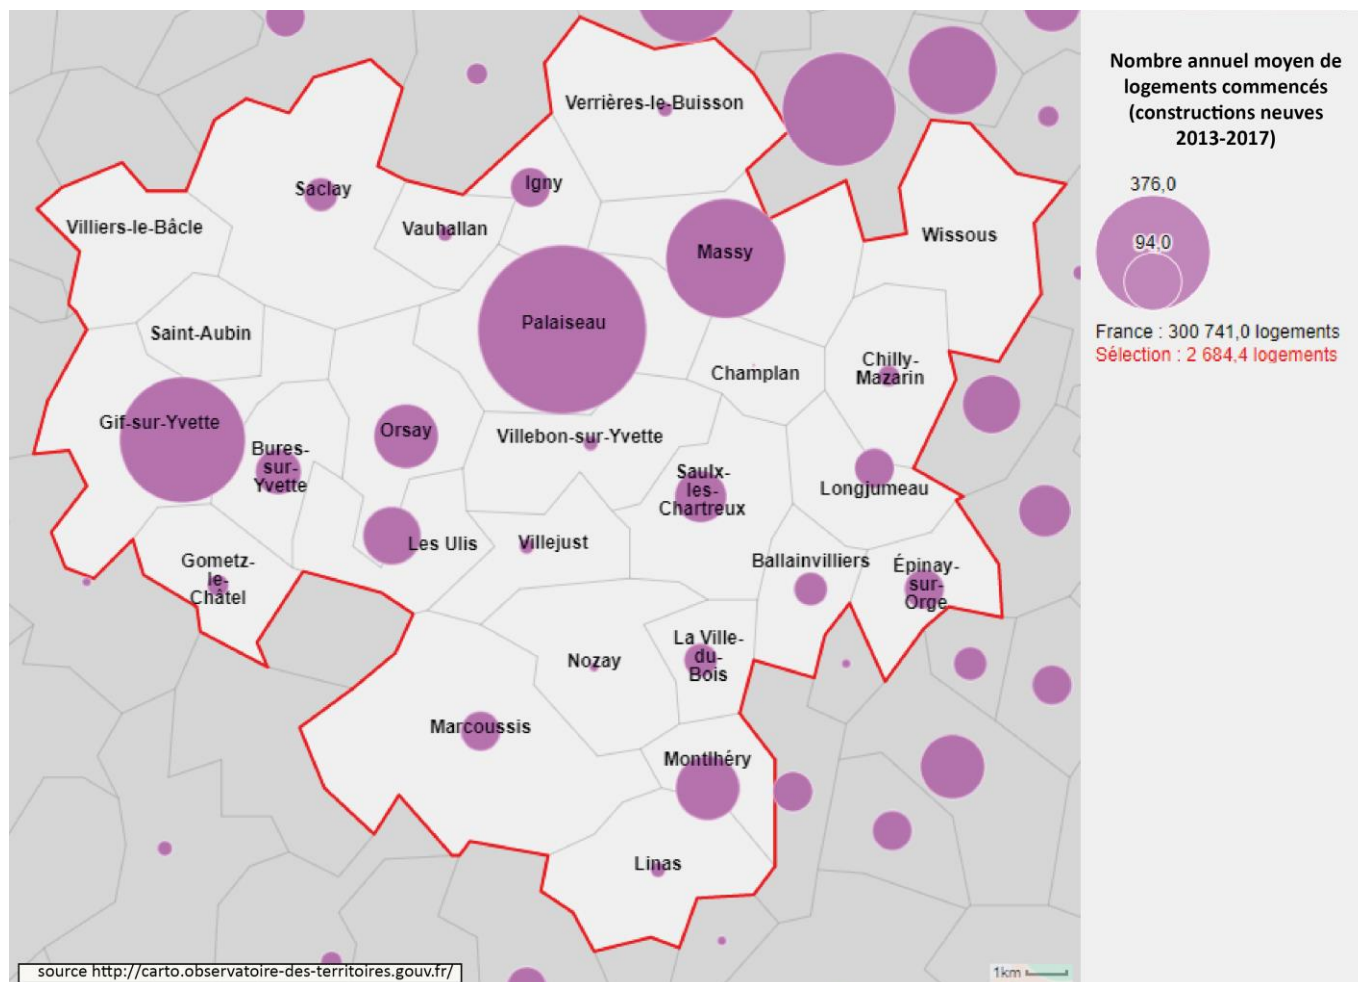 Nombre annuel moyen de
logements commencés
(constructions neuves
2013-2017)
376,0
94,0
France : 300 741,0 logements
Sélection : 2 684,4 logements
Verrières-le-Buisson
Igny
Saclay
Villiers-le-Bâcle
Vauhallan
Wissous
Massy
Palaiseau
Saint-Aubin
Champlan
Chilly-
Mazarin
Gif-sur-Yvette
Orsay
Villebon-sur-Yvette
Bures-
sur-
Yvette
Saulx-
les-
Chartreux
Longjumeau
Les Ulis
Villejust
Ballainvilliers
Épinay-
sur-
Orge
Gometz-
le-
Châtel
La Ville-
du-
Bois
Nozay
Marcoussis
Montlhéry
Linas
source http://carto.observatoire-des-territoires.gouv.fr/
1km